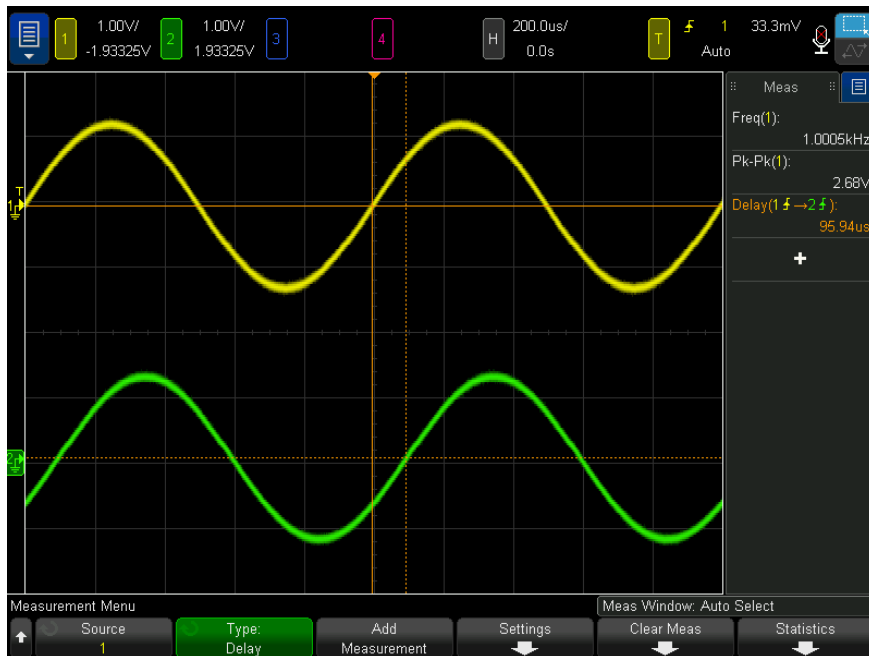 1 1.00V/ 2 1.00V/ 3 4 H 200.0us/ T 1 33.3mV
-1.93325V 1.93325V 0.0s Auto
Meas
Freq(1):
1.0005kHz
Pk-Pk(1):
2.68V
Delay(1→2):
95.94us
+
T
1
2
Measurement Menu
Meas Window: Auto Select
Source
1
Type:
Delay
Add
Measurement
Settings
Clear Meas
Statistics